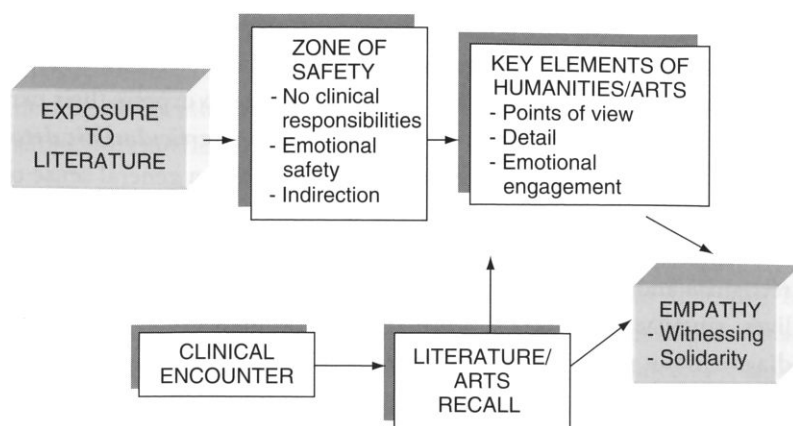 EXPOSURE
TO
LITERATURE
ZONE OF
SAFETY
- No clinical
responsibilities
- Emotional
safety
- Indirection
KEY ELEMENTS OF
HUMANITIES/ARTS
- Points of view
- Detail
- Emotional
engagement
EMPATHY
- Witnessing
- Solidarity
CLINICAL
ENCOUNTER
LITERATURE/
ARTS
RECALL